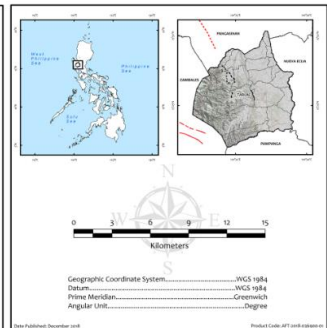 West
Philippine
Sea
Philippine
Sea
Sulu
Sea
PANGASINAN
NUEVA ECIJA
ZAMBALES
PAMPANGA
N
W E
S
0 3 6 9 12 15
Kilometers
Geographic Coordinate System WGS 1984
Datum WGS 1984
Prime Meridian Greenwich
Angular Unit Degree
Date Published: December 2018